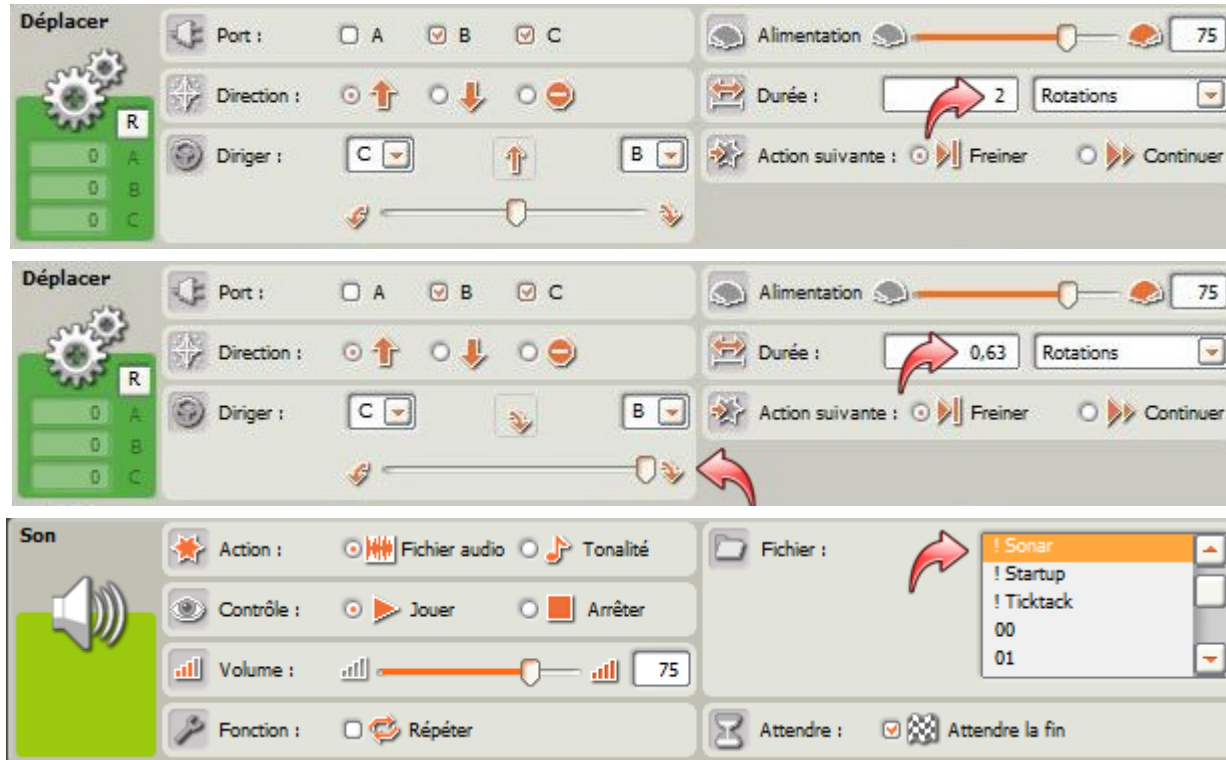 Déplacer
Port : A B C
Alimentation 75
Direction :
Durée : 2 Rotations
R
0 A
0 B
0 C
Diriger : C B
Action suivante : Freiner Continuer
Déplacer
Port : A B C
Alimentation 75
Direction :
Durée : 0,63 Rotations
R
0 A
0 B
0 C
Diriger : C B
Action suivante : Freiner Continuer
Son
Action : Fichier audio Tonalité
Fichier :
! Sonar
! Startup
! Ticktack
00
01
Contrôle : Jouer Arrêter
Volume : 75
Fonction : Répéter
Attendre : Attendre la fin